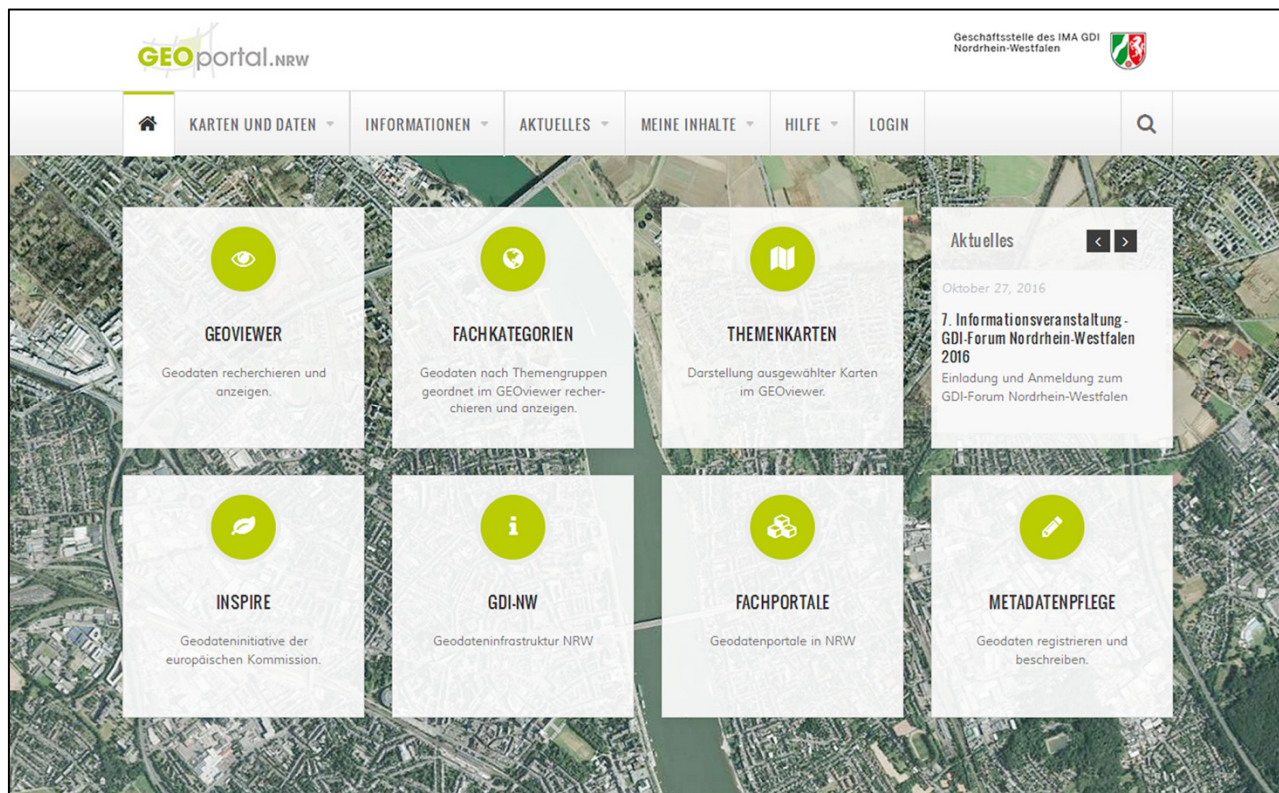 GEOportal.NRW
Geschäftsstelle des IMA GDI
Nordrhein-Westfalen
KARTEN UND DATEN
INFORMATIONEN
AKTUELLES
MEINE INHALTE
HILFE
LOGIN
GEOVIEWER
Geodaten recherchieren und
anzeigen.
FACHKATEGORIEN
Geodaten nach Themengruppen
geordnet im GEOviewer recher-
chieren und anzeigen.
THEMENKARTEN
Darstellung ausgewählter Karten
im GEOviewer.
Aktuelles
Oktober 27, 2016
7. Informationsveranstaltung -
GDI-Forum Nordrhein-Westfalen
2016
Einladung und Anmeldung zum
GDI-Forum Nordrhein-Westfalen
INSPIRE
Geodateninitiative der
europäischen Kommission.
GDI-NW
Geodateninfrastruktur NRW
FACHPORTALE
Geodatenportale in NRW
METADATENPFLEGE
Geodaten registrieren und
beschreiben.